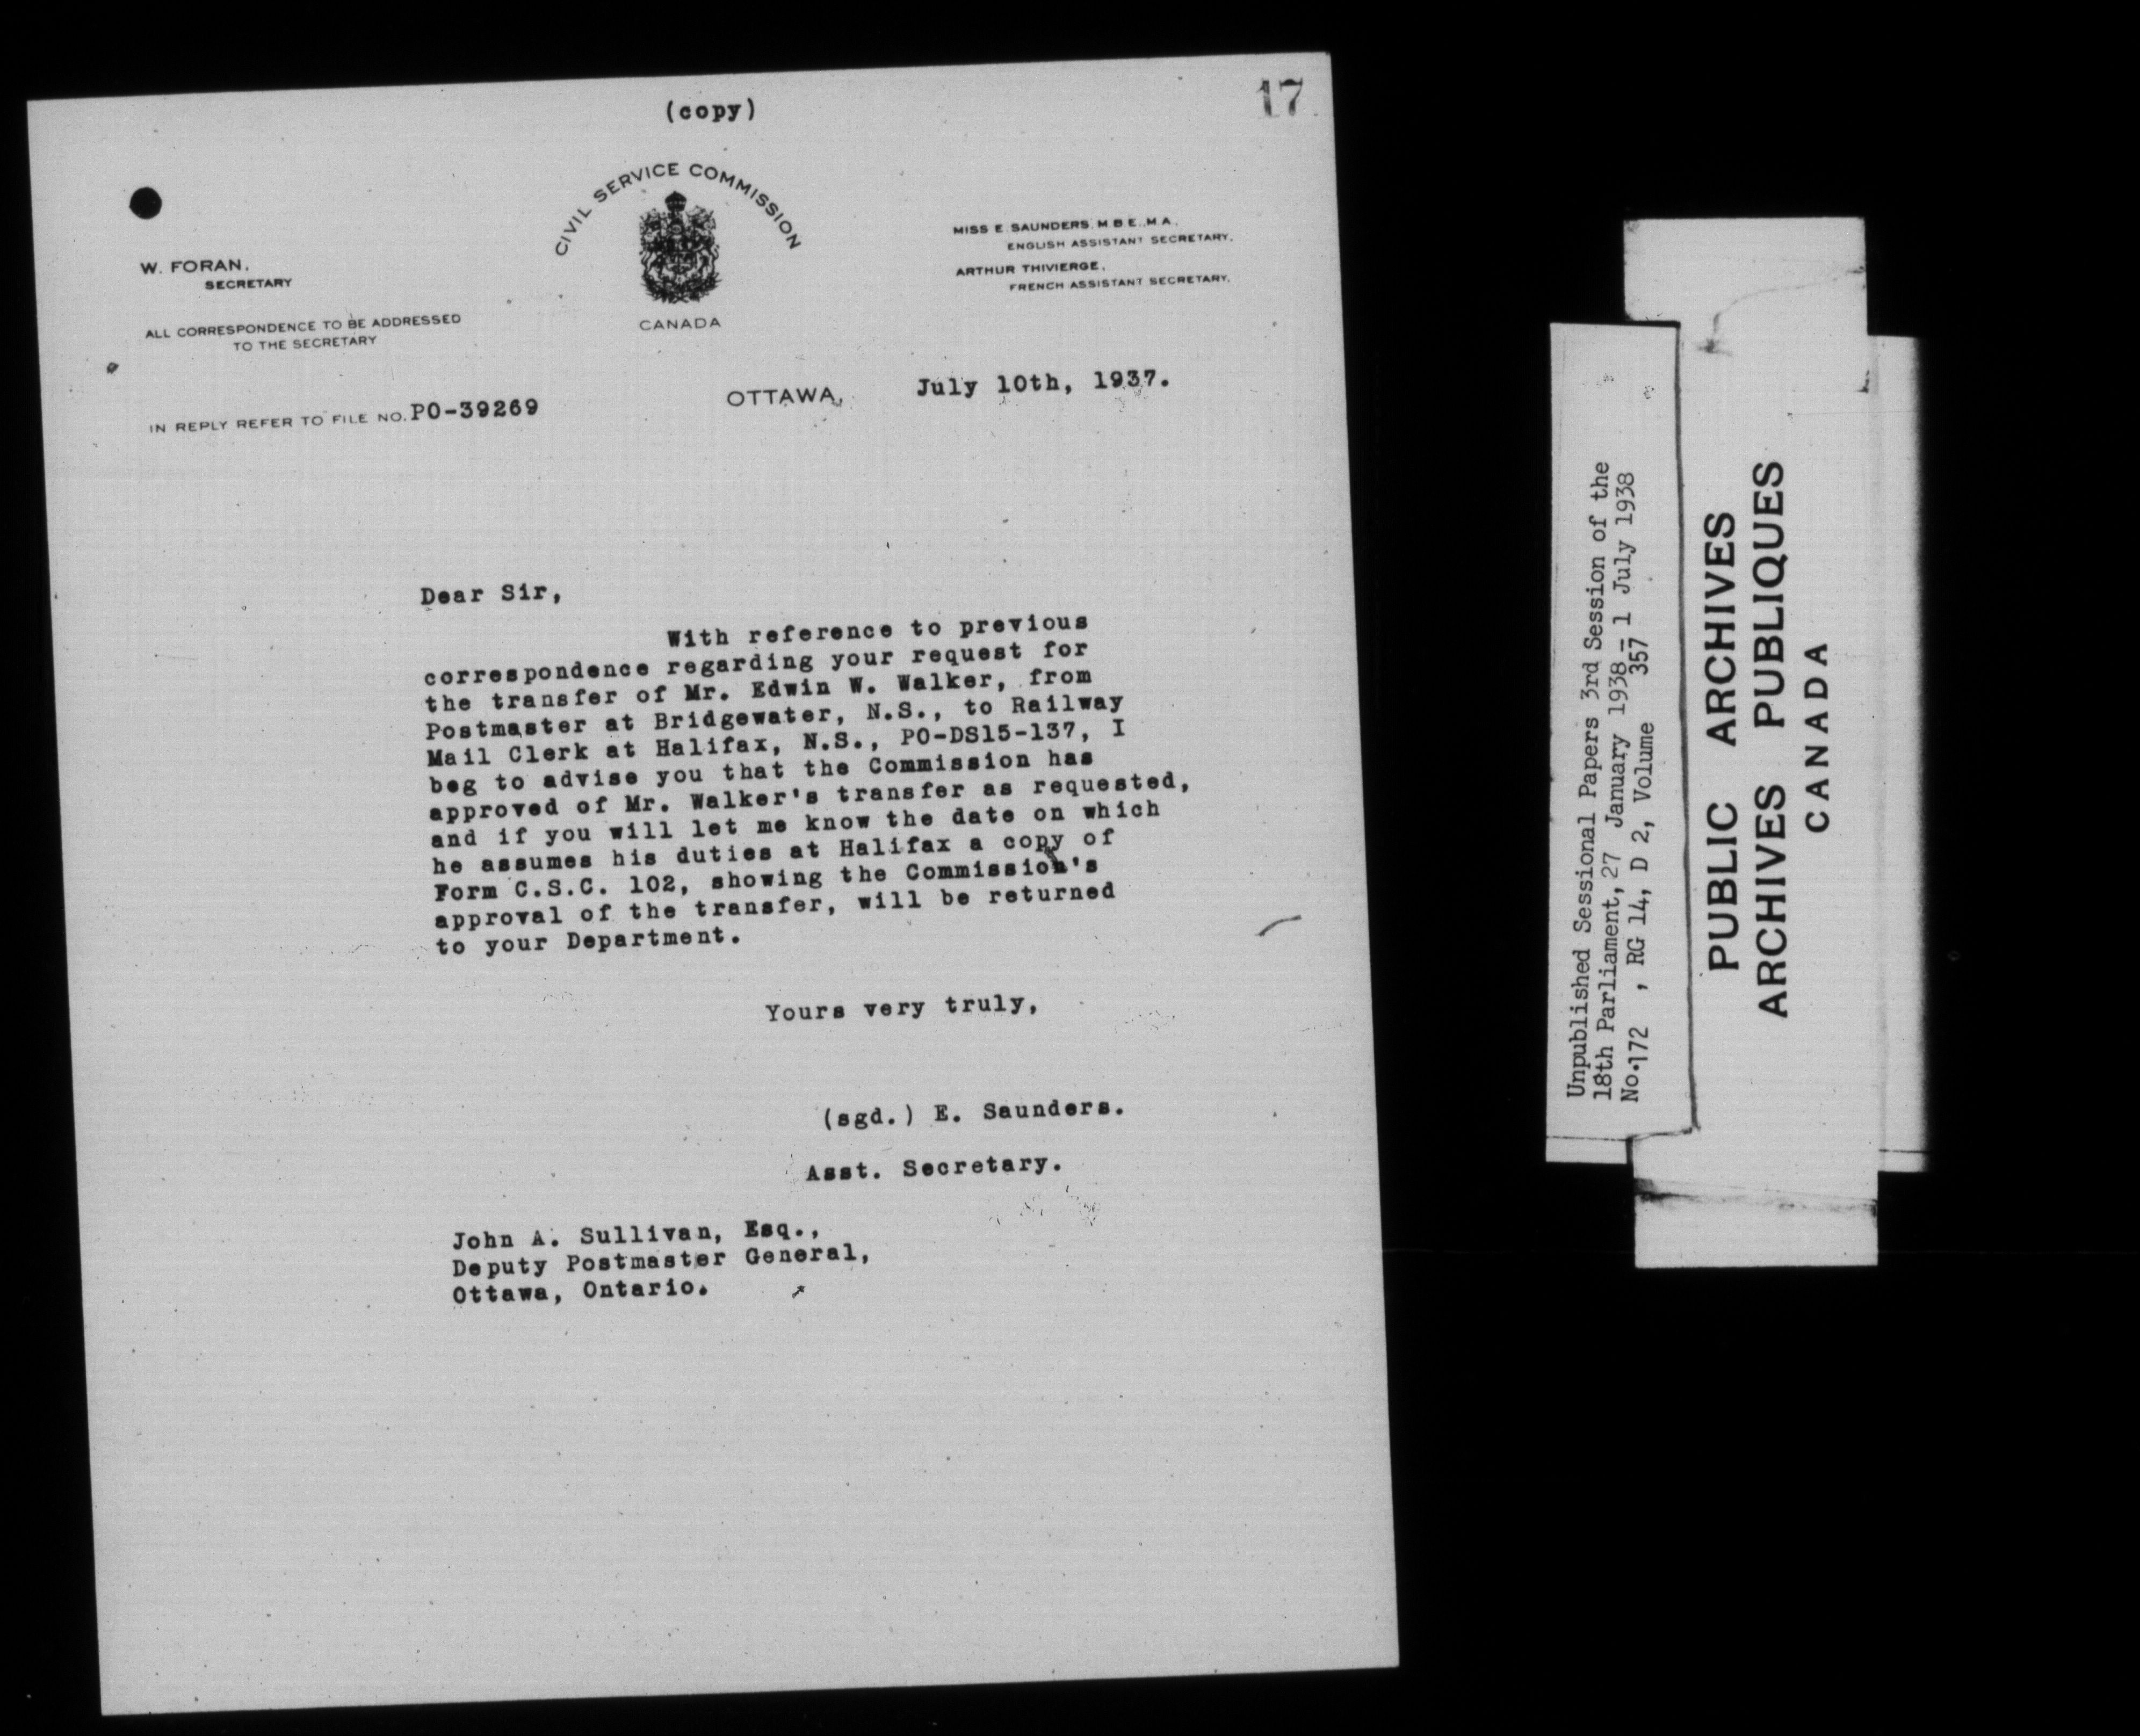 (copy)
17
CIVIL SERVICE COMMISSION
CANADA
W. FORAN,
SECRETARY
ALL CORRESPONDENCE TO BE ADDRESSED
TO THE SECRETARY
MISS E. SAUNDERS, M B E., M.A.,
ENGLISH ASSISTANT SECRETARY.
ARTHUR THIVIERGE,
FRENCH ASSISTANT SECRETARY.
IN REPLY REFER TO FILE NO. PO-39269
OTTAWA, July 10th, 1937.
Dear Sir,
With reference to previous
correspondence regarding your request for
the transfer of Mr. Edwin W. Walker, from
Postmaster at Bridgewater, N.S., to Railway
Mail Clerk at Halifax, N.S., PO-DS15-137, I
beg to advise you that the Commission has
approved of Mr. Walker's transfer as requested,
and if you will let me know the date on which
he assumes his duties at Halifax a copy of
Form C.S.C. 102, showing the Commission's
approval of the transfer, will be returned
to your Department.
Yours very truly,
(sgd.) E. Saunders.
Asst. Secretary.
John A. Sullivan, Esq.,
Deputy Postmaster General,
Ottawa, Ontario.
Unpublished Sessional Papers 3rd Session of the
18th Parliament, 27 January 1938 - 1 July 1938
No. 172 , RG 14, D 2, Volume 357
PUBLIC ARCHIVES
ARCHIVES PUBLIQUES
CANADA